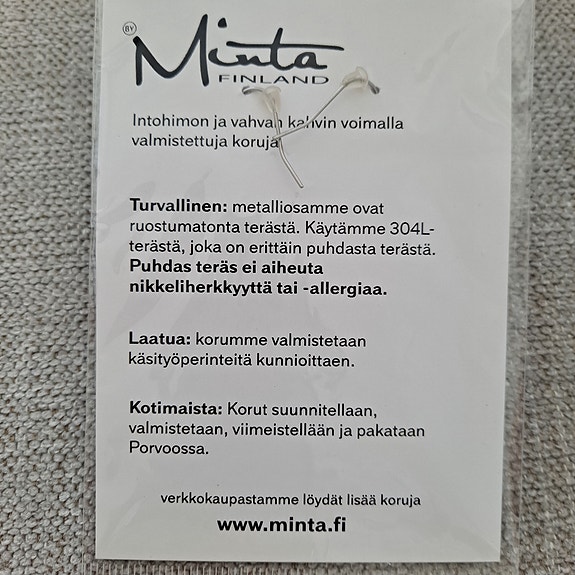 BY
Minta
FINLAND
Intohimon ja vahvan kahvin voimalla
valmistettuja koruja
Turvallinen: metalliosamme ovat
ruostumatonta terästä. Käytämme 304L-
terästä, joka on erittäin puhdasta terästä.
Puhdas teräs ei aiheuta
nikkeliherkkyyttä tai -allergiaa.
Laatua: korumme valmistetaan
käsityöperinteitä kunnioittaen.
Kotimaista: Korut suunnitellaan,
valmistetaan, viimeistellään ja pakataan
Porvoossa.
verkkokaupastamme löydät lisää koruja
www.minta.fi